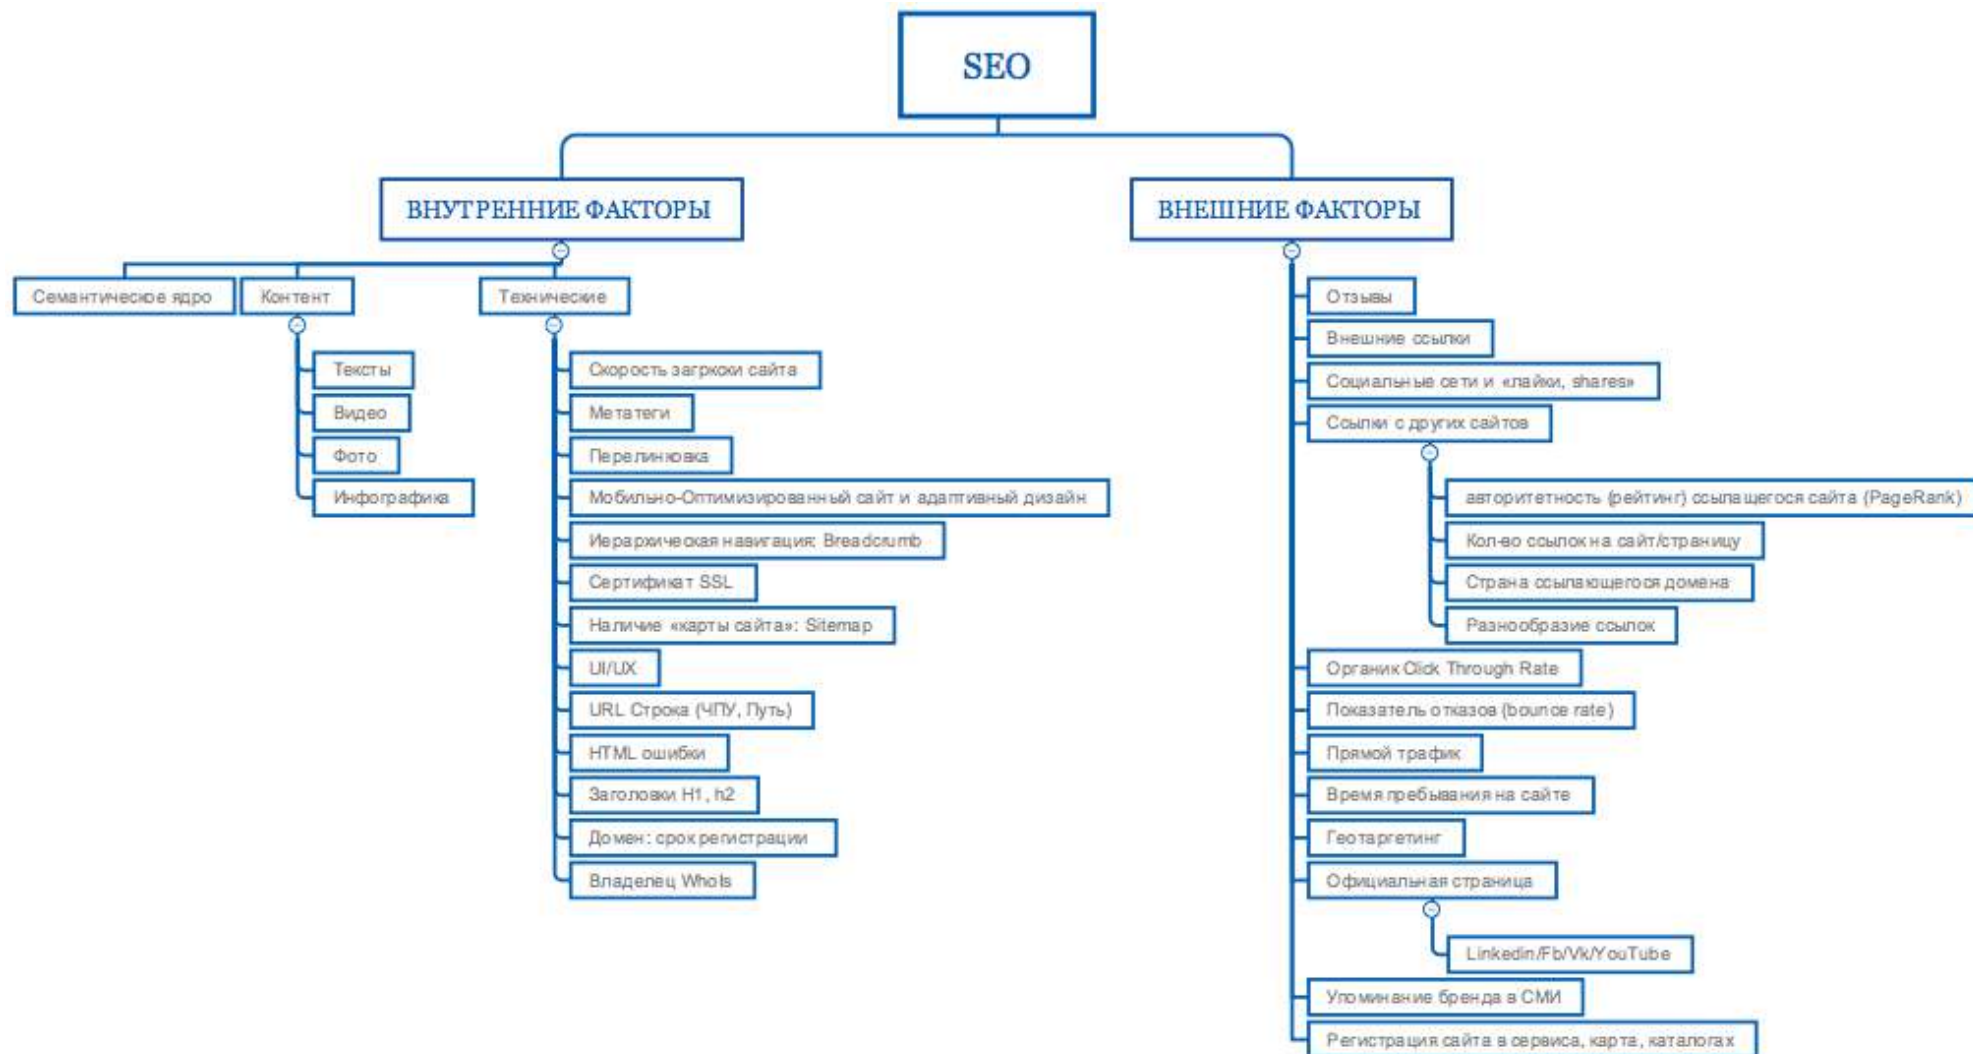 SEO
ВНУТРЕННИЕ ФАКТОРЫ
Семантическое ядро
Контент
Тексты
Видео
Фото
Инфографика
Технические
Скорость загркоки сайта
Метатеги
Перелинковка
Мобильно-Оптимизированный сайт и адаптивный дизайн
Иерархическая навигация: Breadcrumb
Сертификат SSL
Наличие «карты сайта»: Sitemap
UI/UX
URL Строка (ЧПУ, Путь)
HTML ошибки
Заголовки H1, h2
Домен: срок регистрации
Владелец WhoIs
ВНЕШНИЕ ФАКТОРЫ
Отзывы
Внешние ссылки
Социальные сети и «лайки, shares»
Ссылки с других сайтов
авторитетность (рейтинг) ссылащегося сайта (PageRank)
Кол-во ссылок на сайт/страницу
Страна ссылающегося домена
Разнообразие ссылок
Органик Click Through Rate
Показатель отказов (bounce rate)
Прямой трафик
Время пребывания на сайте
Геотаргетинг
Официальная страница
Linkedin/Fb/Vk/YouTube
Упоминание бренда в СМИ
Регистрация сайта в сервиса, карта, каталогах